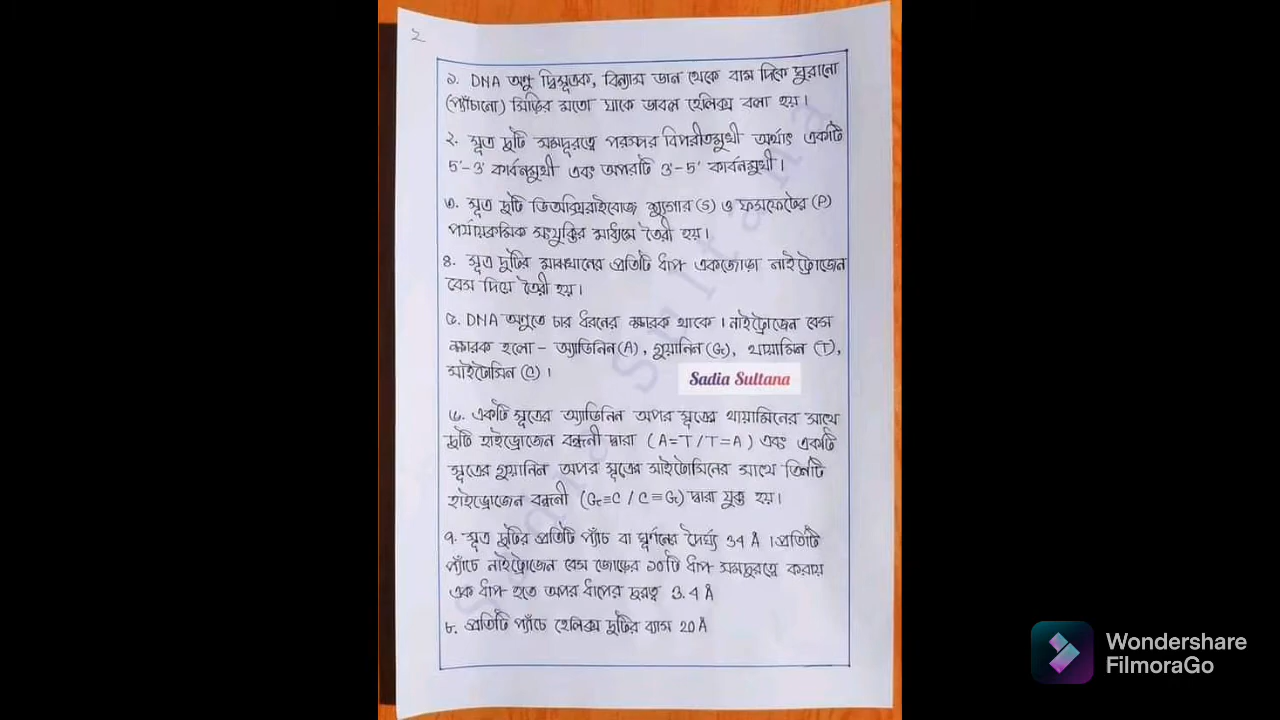 ২
১. DNA অণু দ্বিসূত্রক, বিন্যাস ডান থেকে বাম দিকে ঘুরানো
(প্যাঁচানো) সিঁড়ির মতো যাকে ডাবল হেলিক্স বলা হয়।
২. সূত্র দুটি সমদূরত্বে পরস্পর বিপরীতমুখী অর্থাৎ একটি
5'-3' কার্বনমুখী এবং অপরটি 3'-5' কার্বনমুখী।
৩. সূত্র দুটি ডিঅক্সিরাইবোজ শ্যুগার (S) ও ফসফেটের (P)
পর্যায়ক্রমিক সংযুক্তির মাধ্যমে তৈরী হয়।
৪. সূত্র দুটির মাঝখানের প্রতিটি ধাপ একজোড়া নাইট্রোজেন
বেস দিয়ে তৈরী হয়।
৫. DNA অণুতে চার ধরনের ক্ষারক থাকে। নাইট্রোজেন বেস
ক্ষারক হলো - অ্যাডিনিন (A), গুয়ানিন (G), থায়ামিন (T),
সাইটোসিন (C)।
Sadia Sultana
৬. একটি সূত্রের অ্যাডিনিন অপর সূত্রের থায়ামিনের সাথে
দুটি হাইড্রোজেন বন্ধনী দ্বারা (A=T/T=A) এবং একটি
সূত্রের গুয়ানিন অপর সূত্রের সাইটোসিনের সাথে তিনটি
হাইড্রোজেন বন্ধনী (G≡C / C≡G) দ্বারা যুক্ত হয়।
৭. সূত্র দুটির প্রতিটি প্যাঁচ বা ঘূর্ণনের দৈর্ঘ্য 34 Å। প্রতিটি
প্যাঁচে নাইট্রোজেন বেস জোড়ের ১০টি ধাপ সমদুরত্বে করায়
এক ধাপ হতে অপর ধাপের দুরত্ব 3.4 Å
৮. প্রতিটি প্যাঁচে হেলিক্স দুটির ব্যাস 20 Å
Sadia Sultana
Wondershare
FilmoraGo